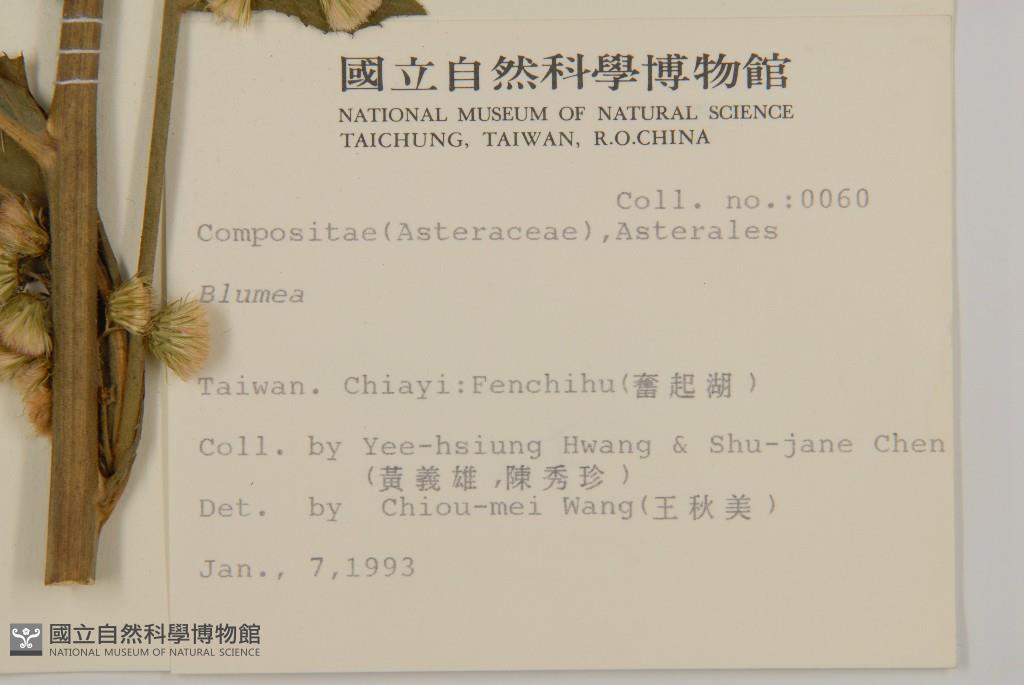 國立自然科學博物館
NATIONAL MUSEUM OF NATURAL SCIENCE
TAICHUNG, TAIWAN, R.O.CHINA
Coll. no.:0060
Compositae(Asteraceae),Asterales
Blumea
Taiwan. Chiayi:Fenchihu(奮起湖)
Coll. by Yee-hsiung Hwang & Shu-jane Chen
(黃義雄,陳秀珍)
Det. by Chiou-mei Wang(王秋美)
Jan., 7,1993
國立自然科學博物館
NATIONAL MUSEUM OF NATURAL SCIENCE